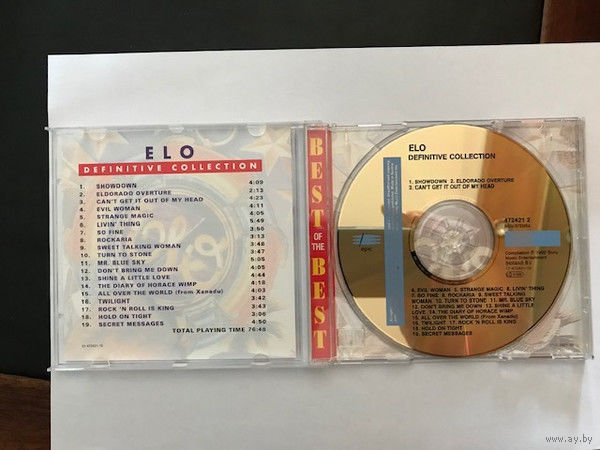 ELO
DEFINITIVE COLLECTION
1. SHOWDOWN 4:09
2. ELDORADO OVERTURE 2:13
3. CAN'T GET IT OUT OF MY HEAD 4:23
4. EVIL WOMAN 4:11
5. STRANGE MAGIC 4:05
6. LIVIN' THING 5:49
7. SO FINE 3:50
8. ROCKARIA 3:13
9. SWEET TALKING WOMAN 3:48
10. TURN TO STONE 3:47
11. MR. BLUE SKY 5:05
12. DON'T BRING ME DOWN 4:05
13. SHINE A LITTLE LOVE 4:44
14. THE DIARY OF HORACE WIMP 4:18
15. ALL OVER THE WORLD (from Xanadu) 4:03
16. TWILIGHT 3:42
17. ROCK 'N ROLL IS KING 3:43
18. HOLD ON TIGHT 3:06
19. SECRET MESSAGES 4:50
TOTAL PLAYING TIME 76:48
BEST OF THE BEST
ELO
DEFINITIVE COLLECTION
1. SHOWDOWN 2. ELDORADO OVERTURE
3. CAN'T GET IT OUT OF MY HEAD
epic
472421 2
Compilation ℗ 1992 Sony
Music Entertainment
4. EVIL WOMAN 5. STRANGE MAGIC 6. LIVIN' THING
7. SO FINE 8. ROCKARIA 9. SWEET TALKING
WOMAN 10. TURN TO STONE 11. MR. BLUE SKY
12. DON'T BRING ME DOWN 13. SHINE A LITTLE
LOVE 14. THE DIARY OF HORACE WIMP
15. ALL OVER THE WORLD (From Xanadu)
16. TWILIGHT 17. ROCK 'N ROLL IS KING
18. HOLD ON TIGHT
19. SECRET MESSAGES
www.ay.by